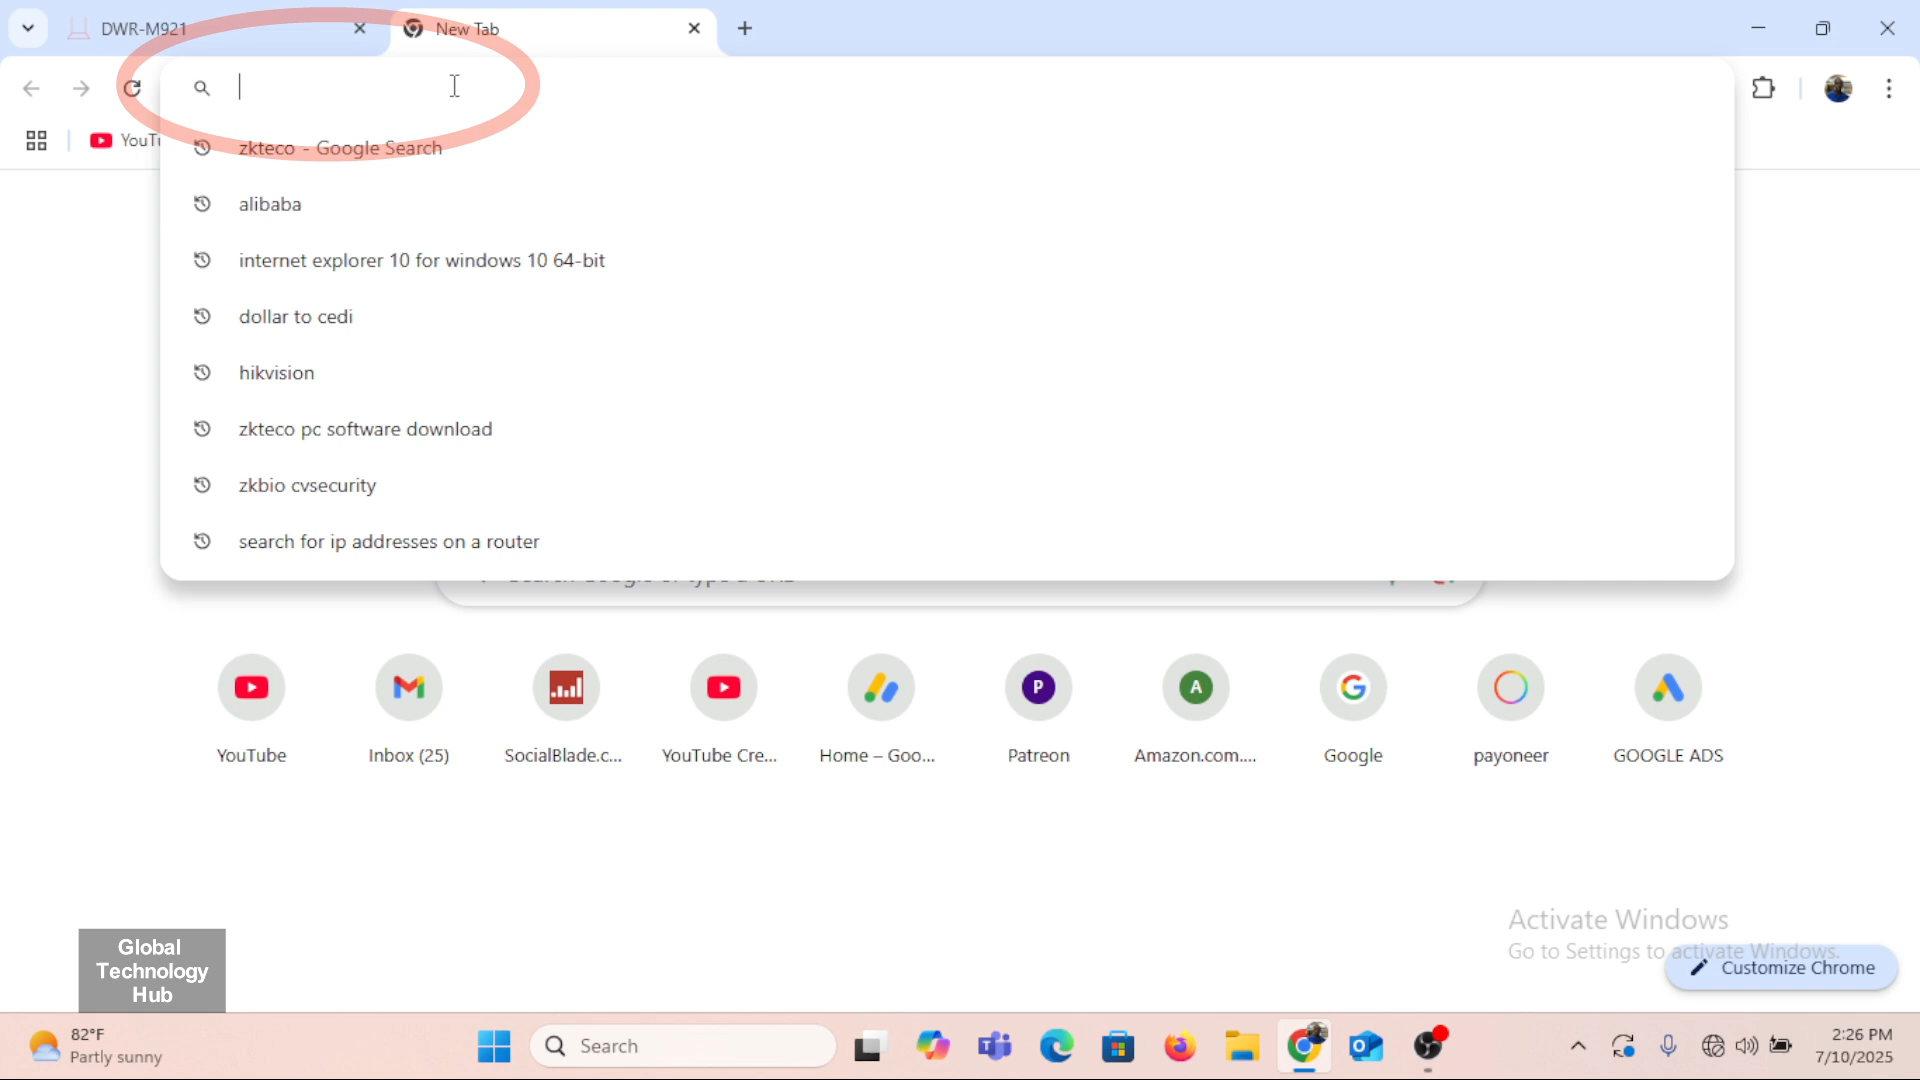 DWR-M921
New Tab
YouTu
zkteco - Google Search
alibaba
internet explorer 10 for windows 10 64-bit
dollar to cedi
hikvision
zkteco pc software download
zkbio cvsecurity
search for ip addresses on a router
YouTube
Inbox (25)
SocialBlade.c...
YouTube Cre...
Home – Goo...
P
Patreon
A
Amazon.com....
Google
payoneer
GOOGLE ADS
Activate Windows
Go to Settings to activate Windows.
Customize Chrome
Global
Technology
Hub
82°F
Partly sunny
Search
2:26 PM
7/10/2025